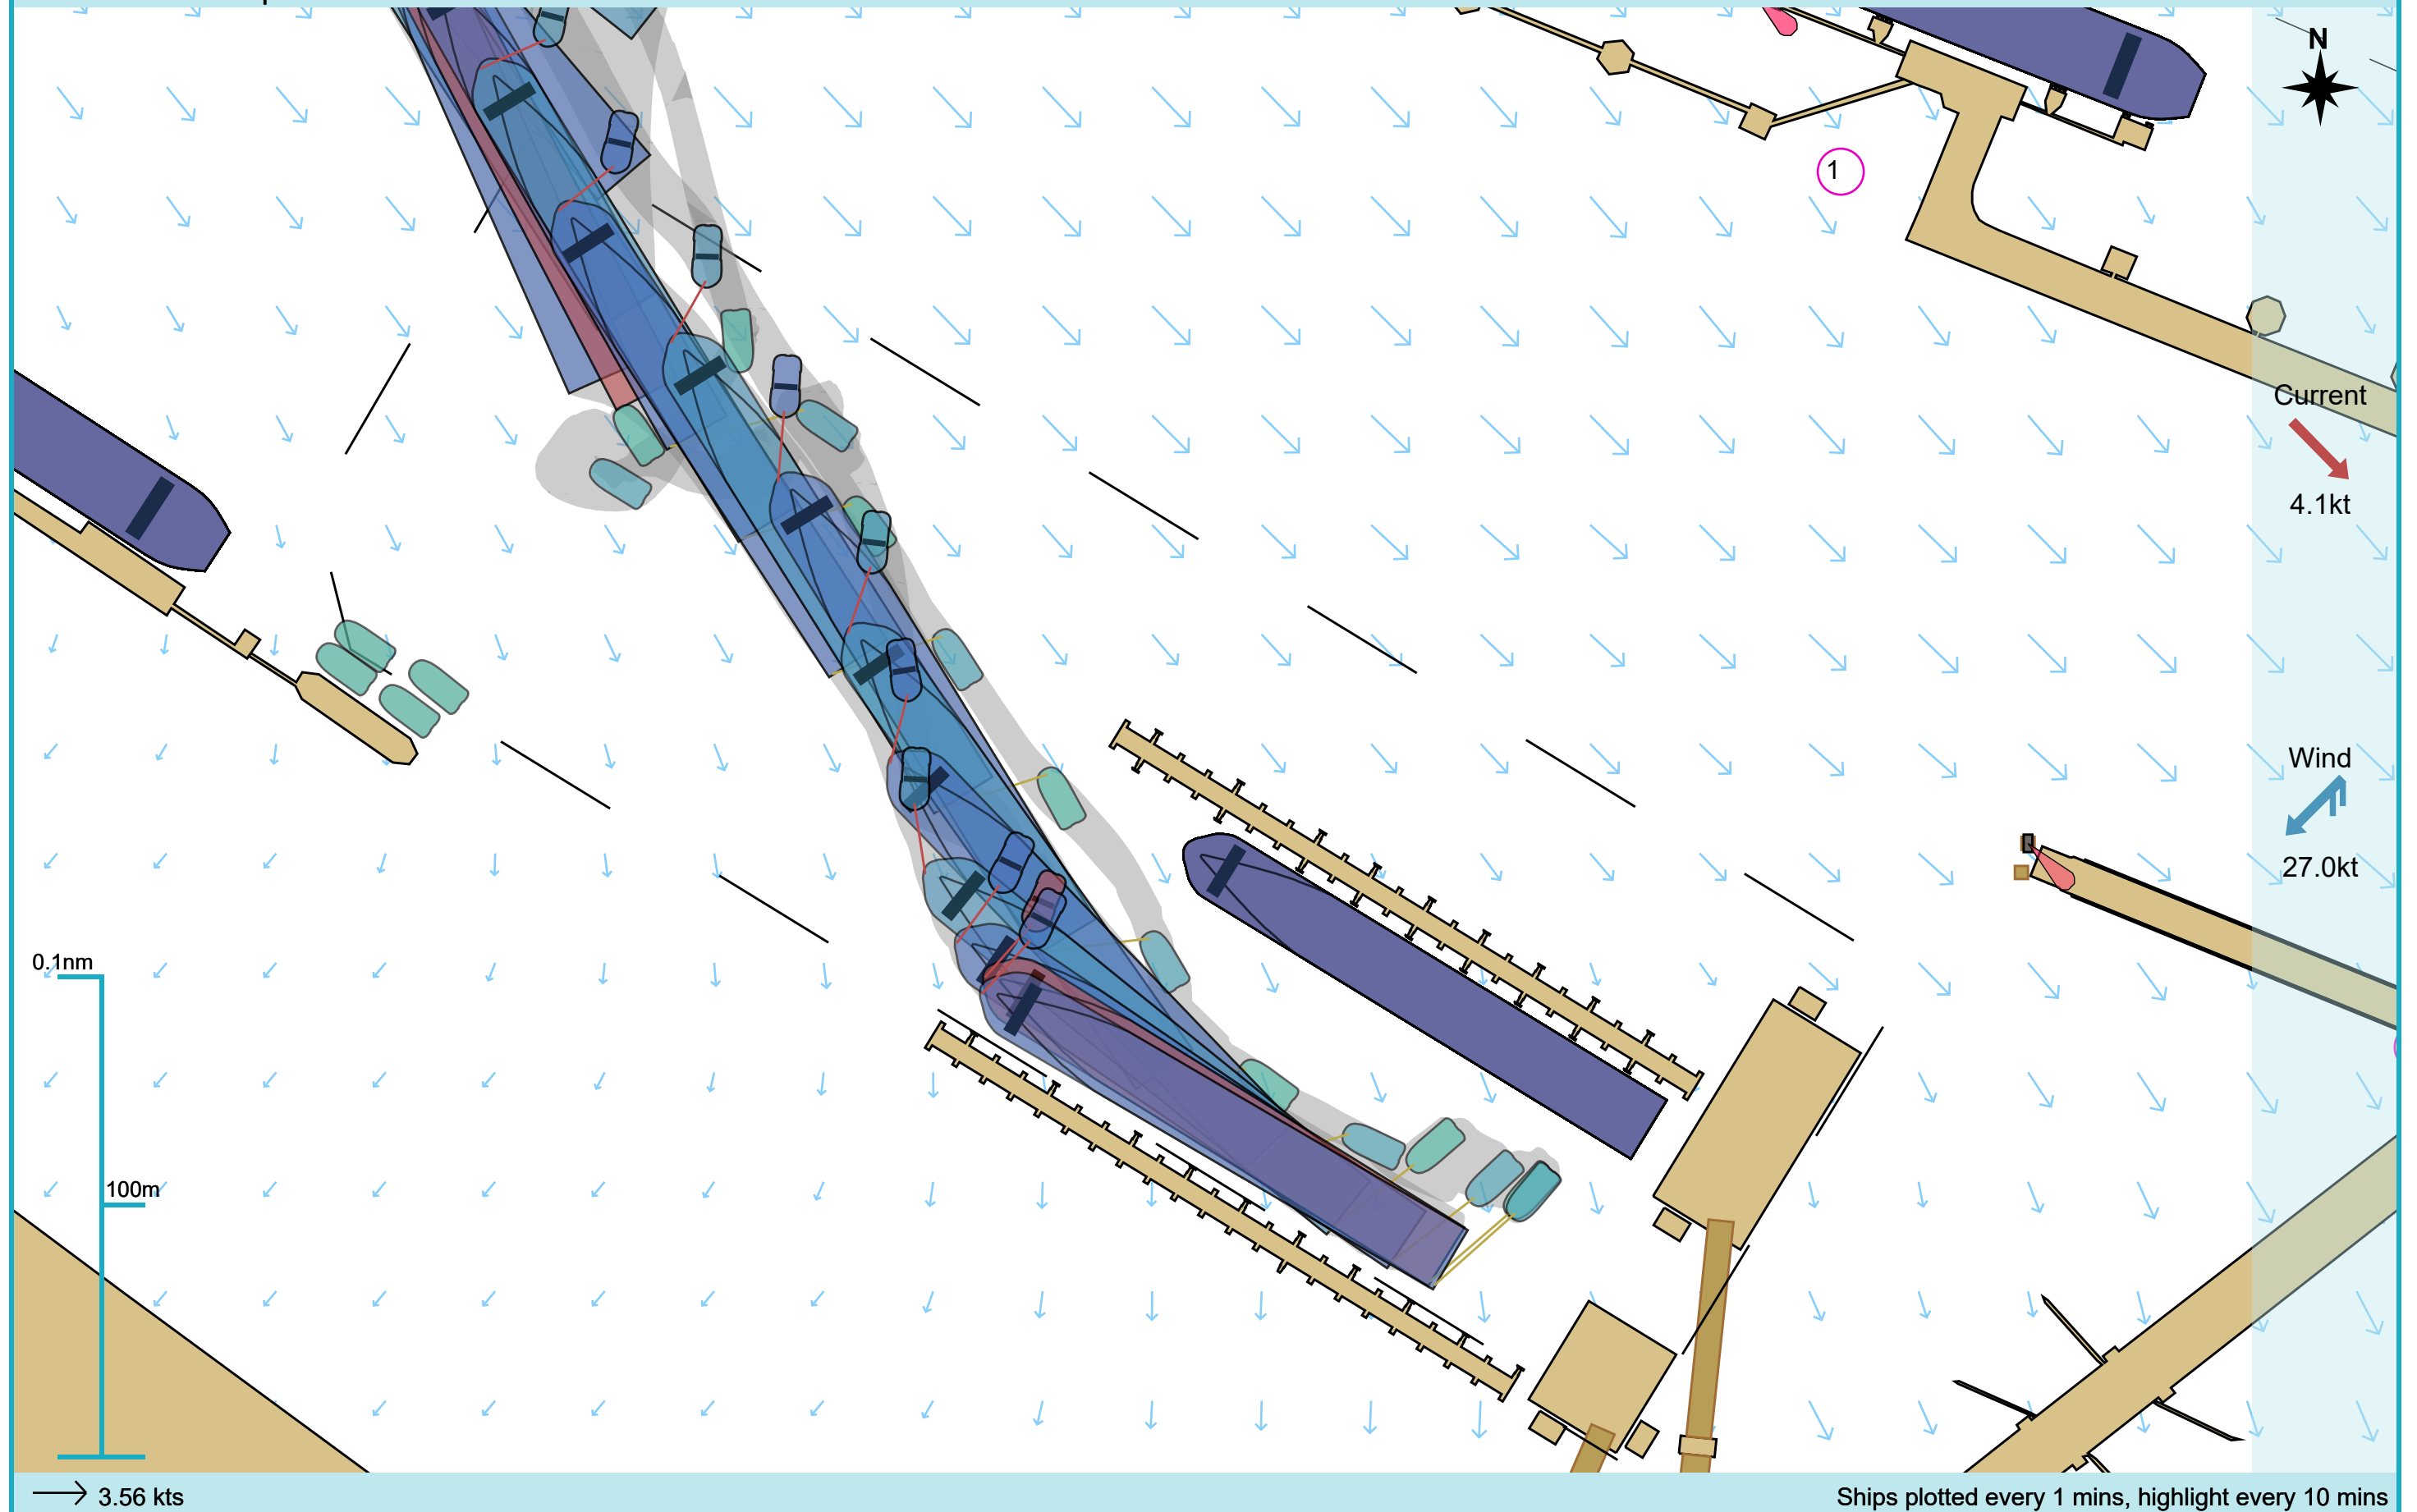 N
1
Current
4.1kt
Wind
27.0kt
0.1nm
100m
3.56 kts
Ships plotted every 1 mins, highlight every 10 mins